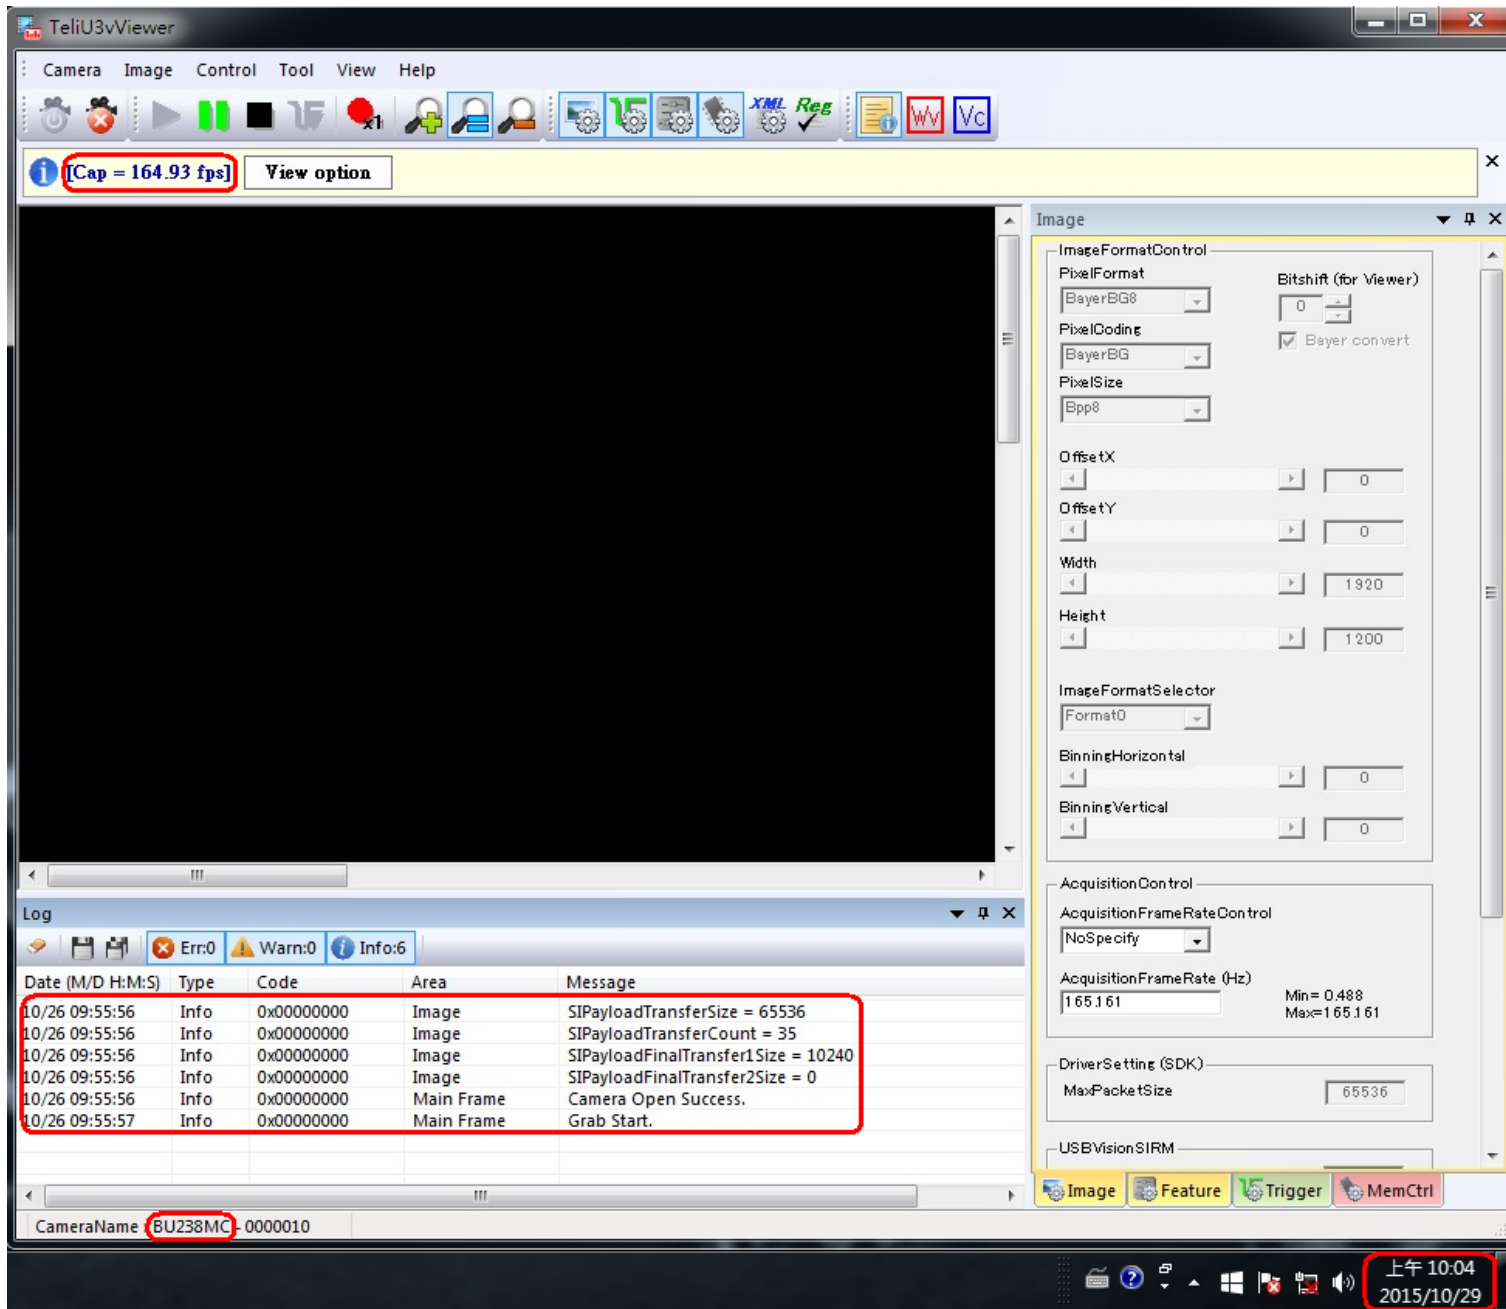 TeliU3vViewer
Camera Image Control Tool View Help
x1 XML Reg Wv Vc
[Cap = 164.93 fps] View option
Image
ImageFormatControl
PixelFormat
Bitshift (for Viewer)
BayerBG8
0
PixelCoding
Bayer convert
BayerBG
PixelSize
Bpp8
OffsetX
0
OffsetY
0
Width
1920
Height
1200
ImageFormatSelector
Format0
BinningHorizontal
0
BinningVertical
0
AcquisitionControl
AcquisitionFrameRateControl
NoSpecify
AcquisitionFrameRate (Hz)
165.161
Min= 0.488
Max=165.161
DriverSetting (SDK)
MaxPacketSize 65536
USBVisionSIRM
Image Feature Trigger MemCtrl
Log
Err:0 Warn:0 Info:6
Date (M/D H:M:S) Type Code Area Message
10/26 09:55:56 Info 0x00000000 Image SIPayloadTransferSize = 65536
10/26 09:55:56 Info 0x00000000 Image SIPayloadTransferCount = 35
10/26 09:55:56 Info 0x00000000 Image SIPayloadFinalTransfer1Size = 10240
10/26 09:55:56 Info 0x00000000 Image SIPayloadFinalTransfer2Size = 0
10/26 09:55:56 Info 0x00000000 Main Frame Camera Open Success.
10/26 09:55:57 Info 0x00000000 Main Frame Grab Start.
CameraName : BU238MC - 0000010
上午 10:04
2015/10/29